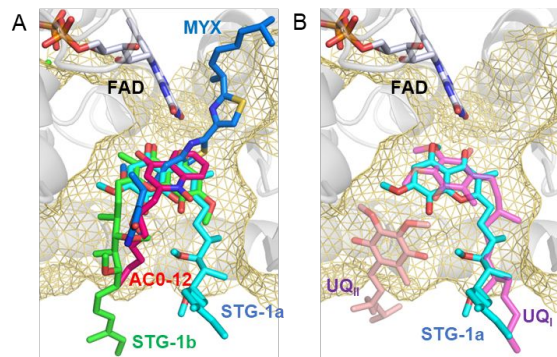 A
MYX
FAD
AC0-12
STG-1b
STG-1a
B
FAD
UQII
STG-1a
UQI